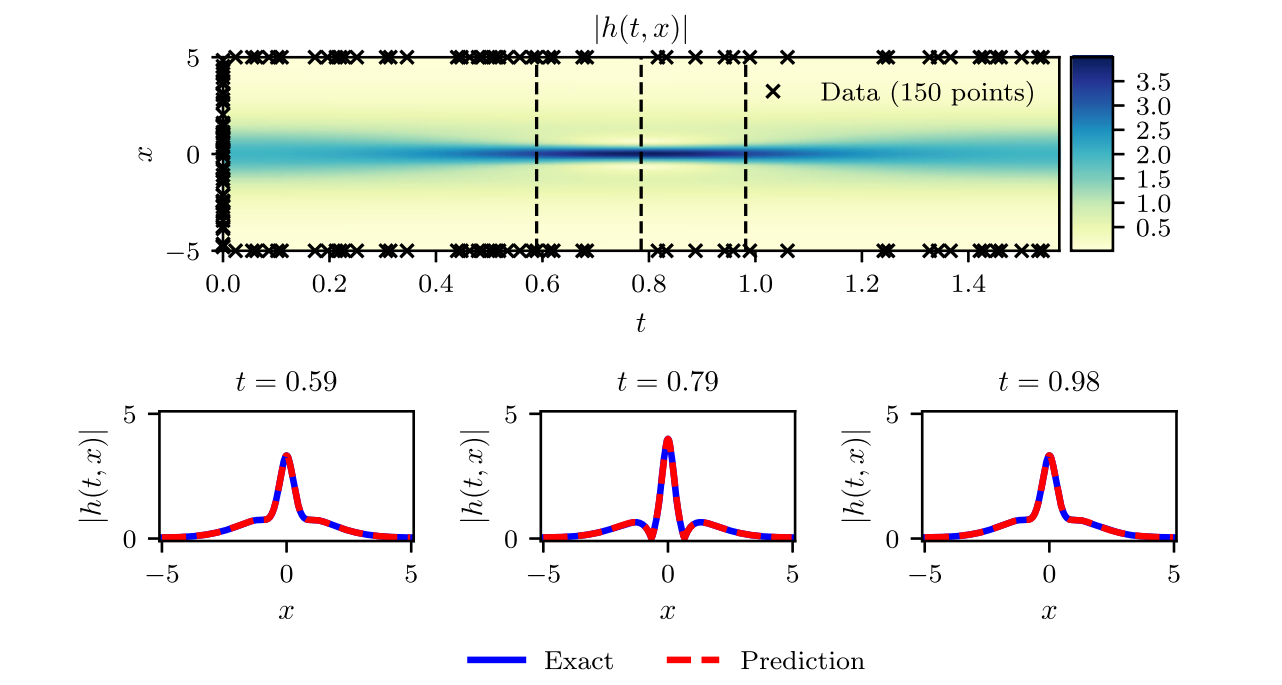 |h(t, x)|
5
0
−5
x
Data (150 points)
3.5
3.0
2.5
2.0
1.5
1.0
0.5
0.0 0.2 0.4 0.6 0.8 1.0 1.2 1.4
t
t = 0.59
t = 0.79
t = 0.98
|h(t, x)|
5
0
−5 0 5
x
|h(t, x)|
5
0
−5 0 5
x
|h(t, x)|
5
0
−5 0 5
x
Exact Prediction